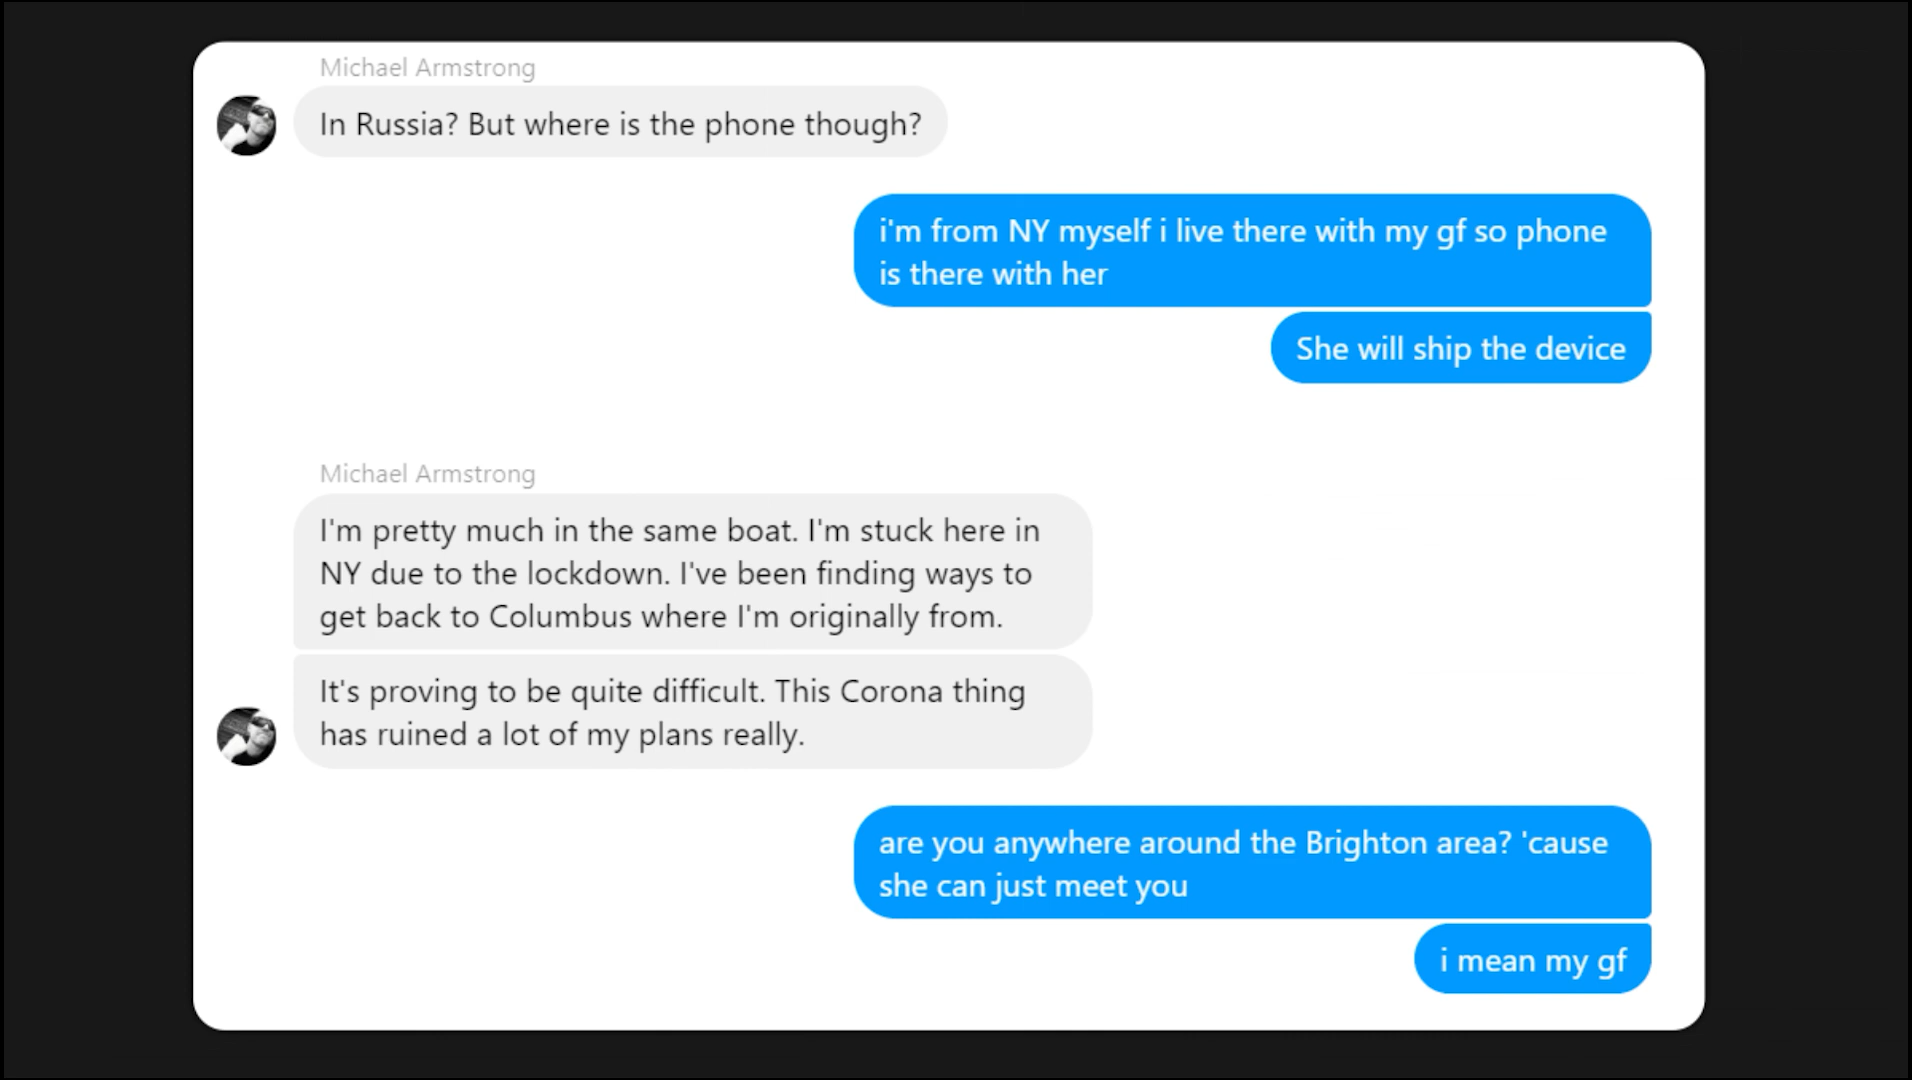 Michael Armstrong
In Russia? But where is the phone though?
i'm from NY myself i live there with my gf so phone
is there with her
She will ship the device
Michael Armstrong
I'm pretty much in the same boat. I'm stuck here in
NY due to the lockdown. I've been finding ways to
get back to Columbus where I'm originally from.
It's proving to be quite difficult. This Corona thing
has ruined a lot of my plans really.
are you anywhere around the Brighton area? 'cause
she can just meet you
i mean my gf